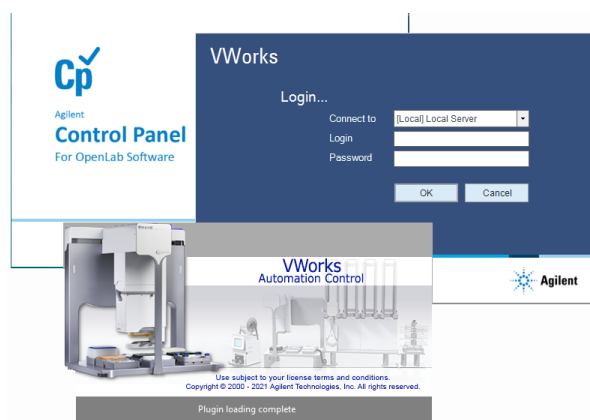 Cp
Agilent
Control Panel
For OpenLab Software
VWorks
Login...
Connect to
[Local] Local Server
Login
Password
OK
Cancel
Agilent
VWorks
Automation Control
Use subject to your license terms and conditions.
Copyright © 2000 - 2021 Agilent Technologies, Inc. All rights reserved.
Plugin loading complete